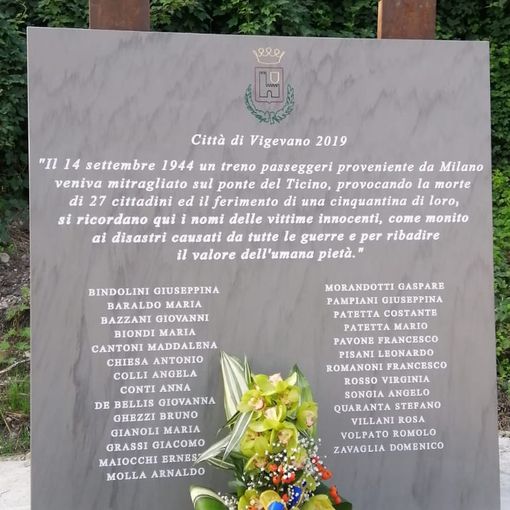 Città di Vigevano 2019
"Il 14 settembre 1944 un treno passeggeri proveniente da Milano
veniva mitragliato sul ponte del Ticino, provocando la morte
di 27 cittadini ed il ferimento di una cinquantina di loro,
si ricordano qui i nomi delle vittime innocenti, come monito
ai disastri causati da tutte le guerre e per ribadire
il valore dell'umana pietà."
BINDOLINI GIUSEPPINA
BARALDO MARIA
BAZZANI GIOVANNI
BIONDI MARIA
CANTONI MADDALENA
CHIESA ANTONIO
COLLI ANGELA
CONTI ANNA
DE BELLIS GIOVANNA
GHEZZI BRUNO
GIANOLI MARIA
GRASSI GIACOMO
MAIOCCHI
MOLLA ARNALDO
MORANDOTTI GASPARE
PAMPIANI GIUSEPPINA
PATETTA COSTANTE
PATETTA MARIO
PAVONE FRANCESCO
PISANI LEONARDO
ROMANONI FRANCESCO
ROSSO VIRGINIA
SONGIA ANGELO
QUARANTA STEFANO
VILLANI ROSA
VOLPATO ROMOLO
ZAVAGLIA DOMENICO